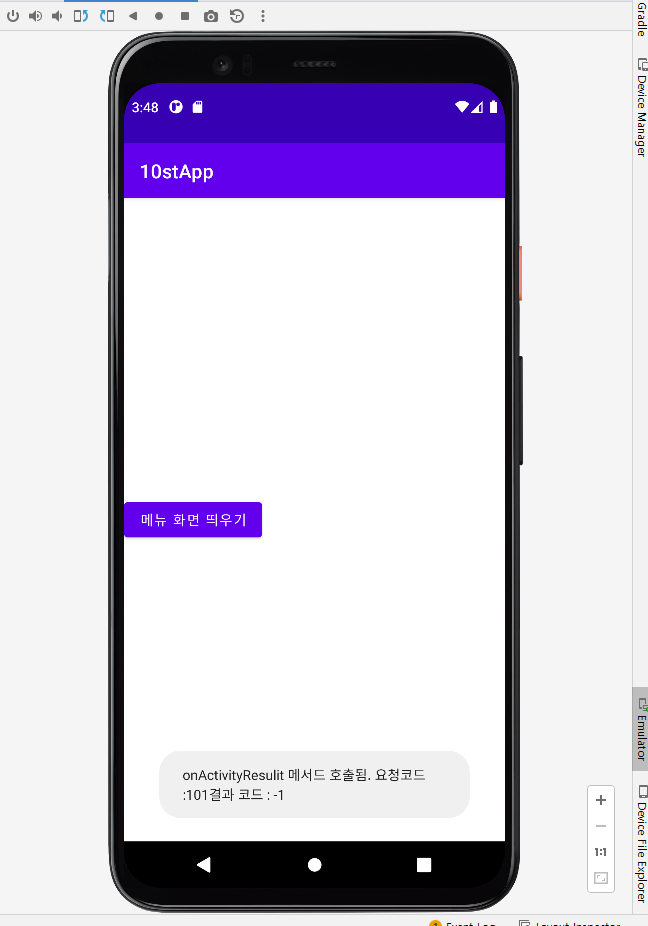 Gradle
Device Manager
3:48
10stApp
메뉴 화면 띄우기
onActivityResulit 메서드 호출됨. 요청코드
:101결과 코드 : -1
Emulator
1:1
Device File Explorer
Event Log
Layout Inspector